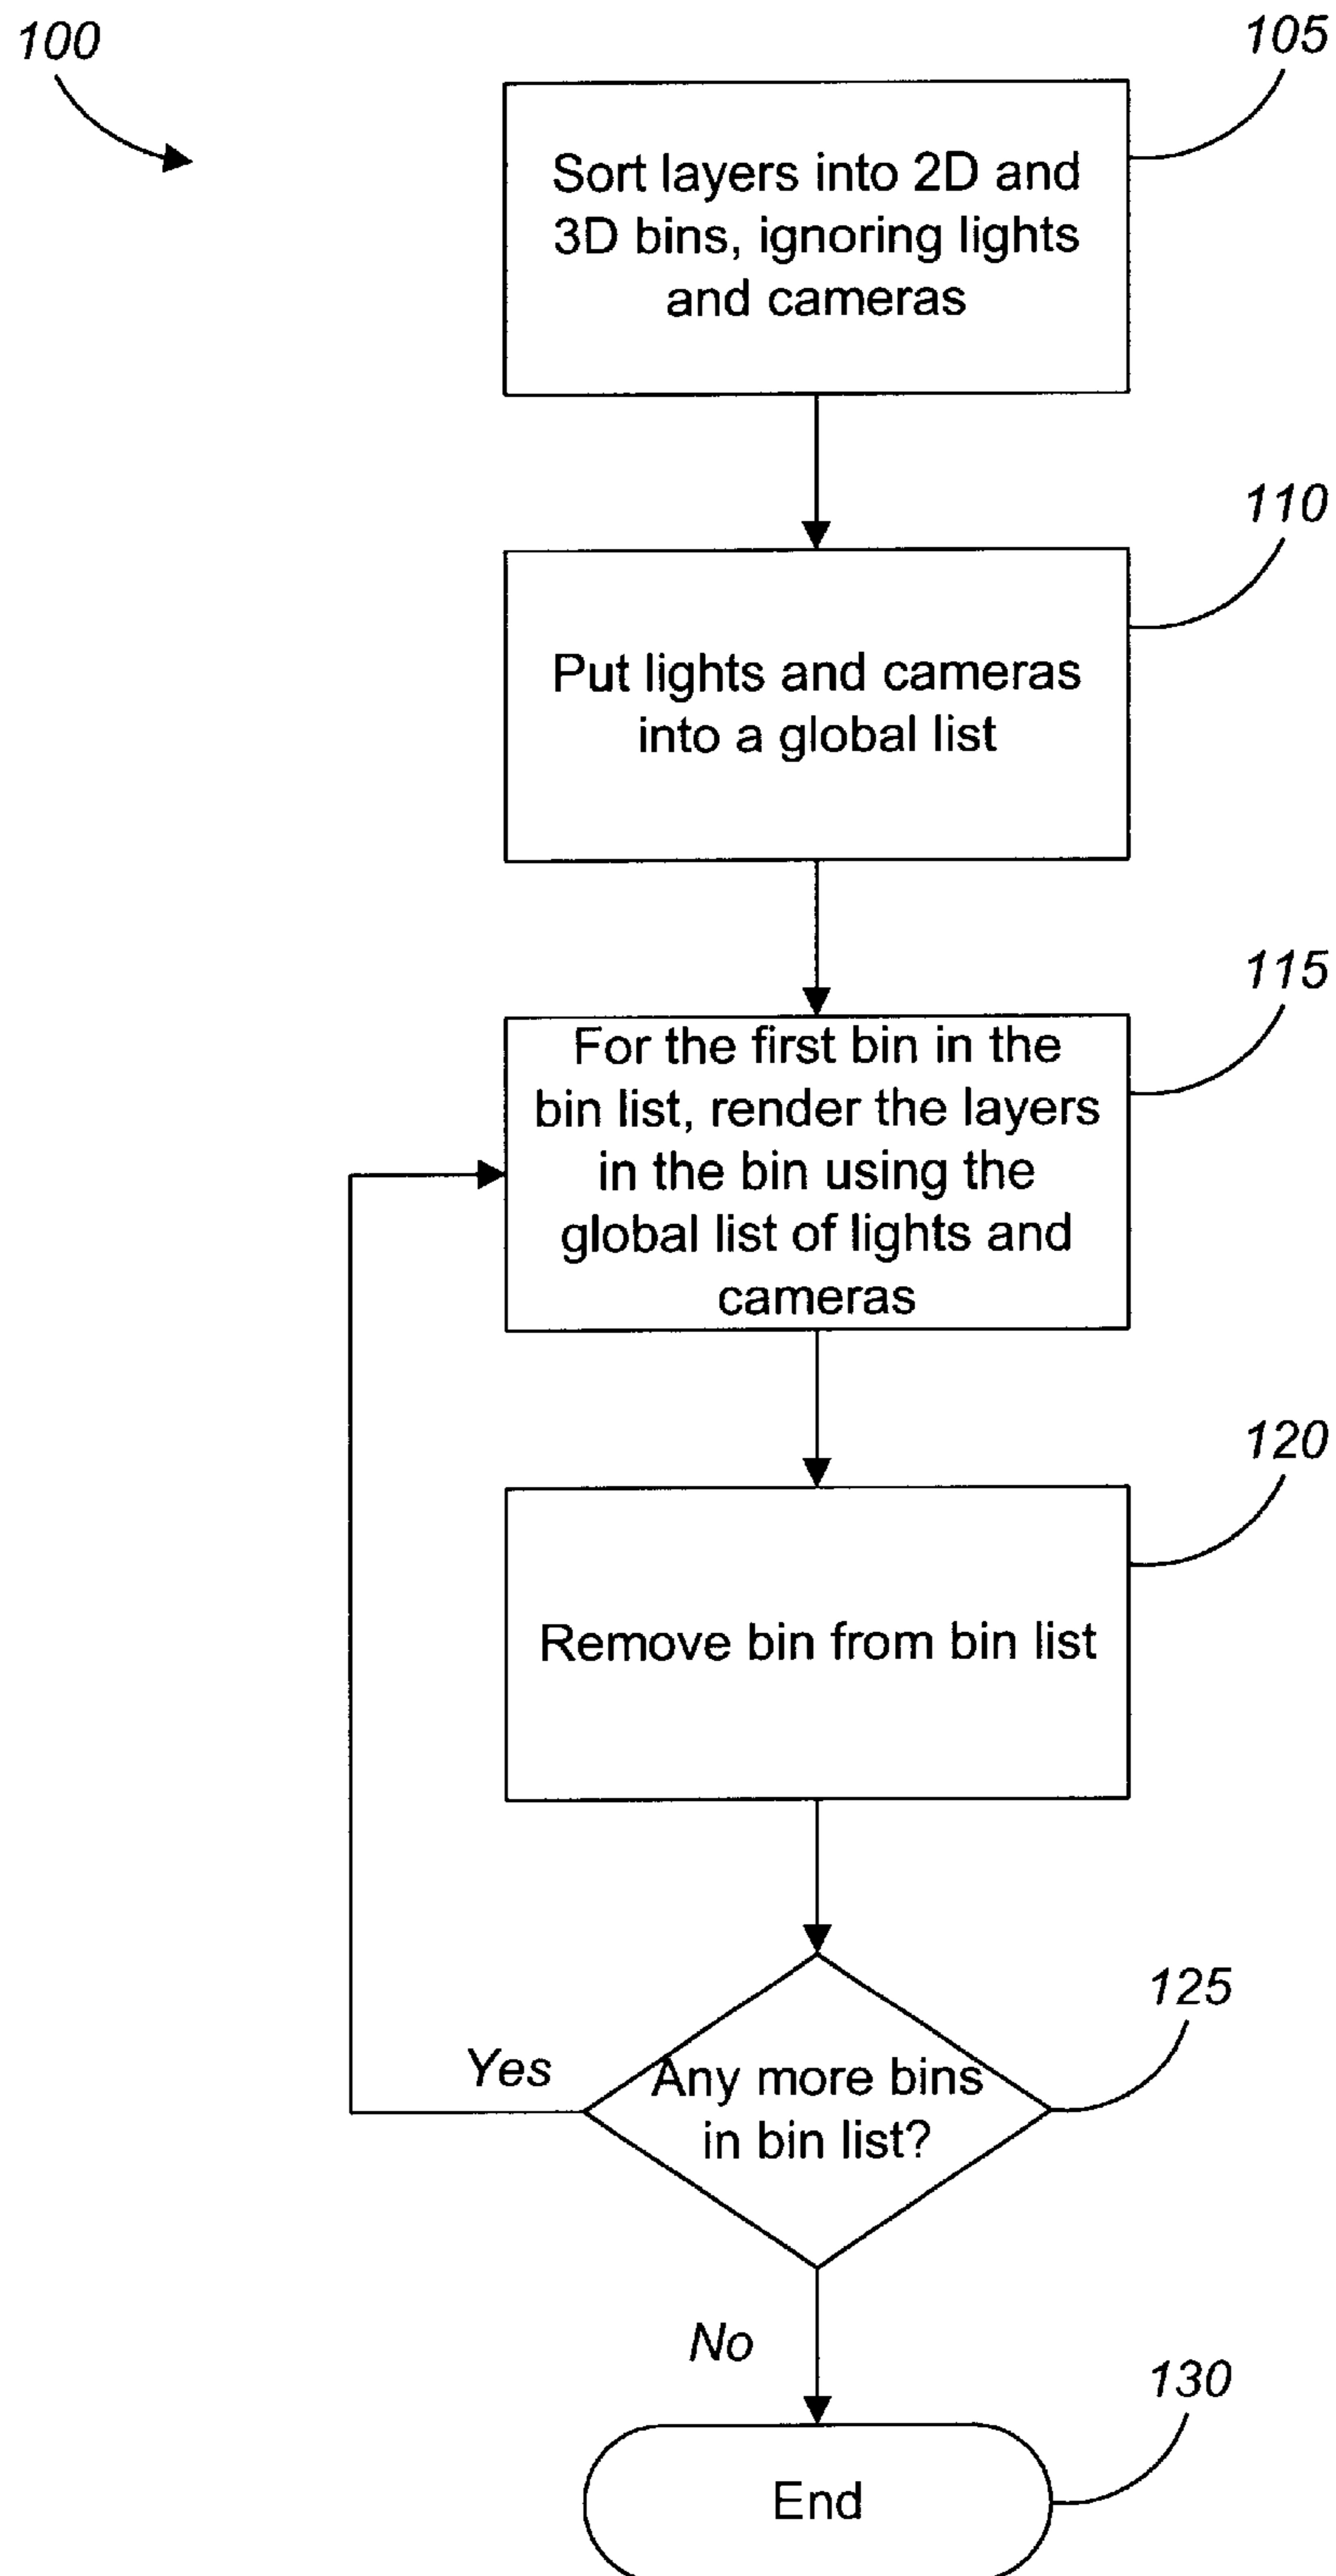 100
105
Sort layers into 2D and
3D bins, ignoring lights
and cameras
110
Put lights and cameras
into a global list
115
For the first bin in the
bin list, render the layers
in the bin using the
global list of lights and
cameras
120
Remove bin from bin list
125
Yes
Any more bins
in bin list?
No
130
End